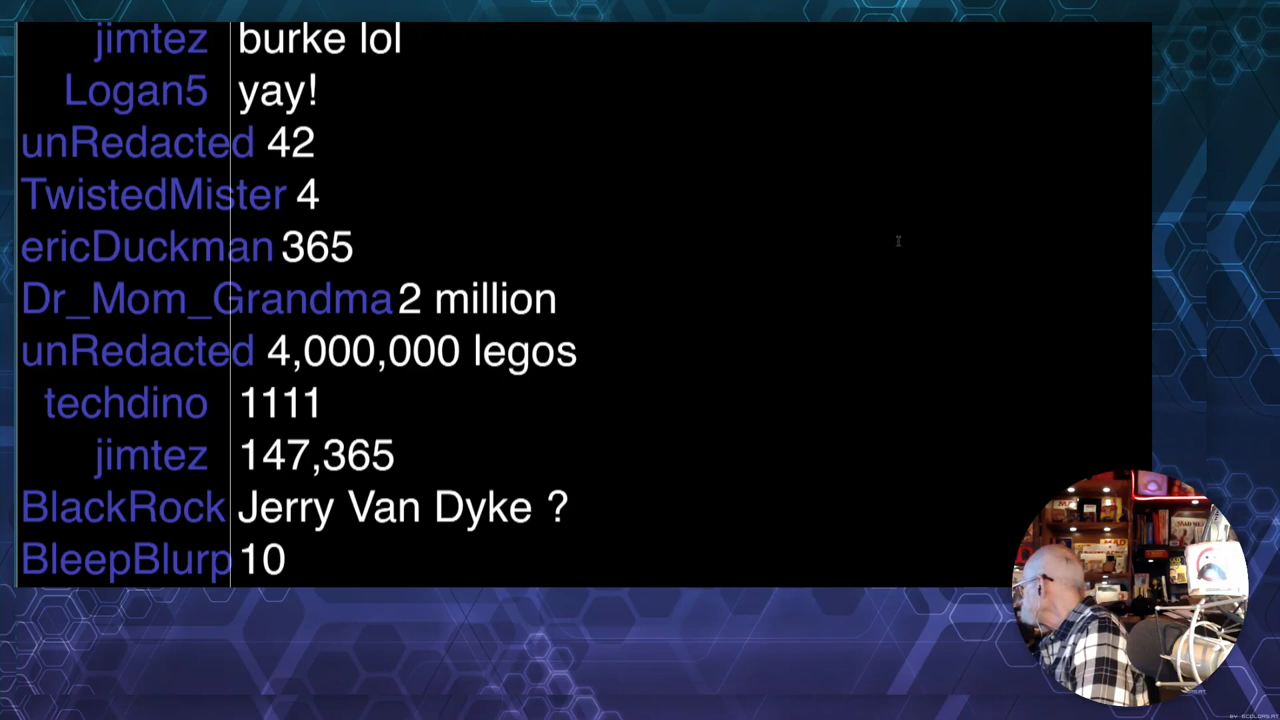 jimtez burke lol
Logan5 yay!
unRedacted 42
TwistedMister 4
ericDuckman 365
Dr_Mom_Grandma 2 million
unRedacted 4,000,000 legos
techdino 1111
jimtez 147,365
BlackRock Jerry Van Dyke ?
BleepBlurp 10
MAD